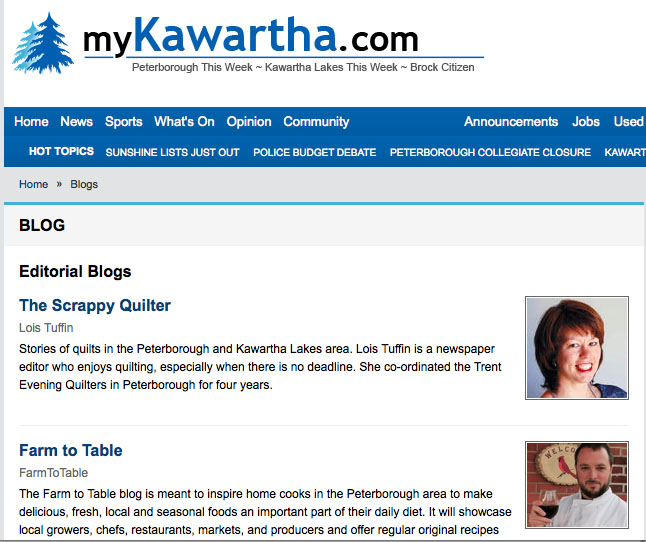 myKawartha.com
Peterborough This Week ~ Kawartha Lakes This Week ~ Brock Citizen
Home News Sports What's On Opinion Community Announcements Jobs Used
HOT TOPICS SUNSHINE LISTS JUST OUT POLICE BUDGET DEBATE PETERBOROUGH COLLEGIATE CLOSURE KAWART
Home » Blogs
BLOG
Editorial Blogs
The Scrappy Quilter
Lois Tuffin
Stories of quilts in the Peterborough and Kawartha Lakes area. Lois Tuffin is a newspaper
editor who enjoys quilting, especially when there is no deadline. She co-ordinated the Trent
Evening Quilters in Peterborough for four years.
Farm to Table
FarmToTable
WELCO
The Farm to Table blog is meant to inspire home cooks in the Peterborough area to make
delicious, fresh, local and seasonal foods an important part of their daily diet. It will showcase
local growers, chefs, restaurants, markets, and producers and offer regular original recipes